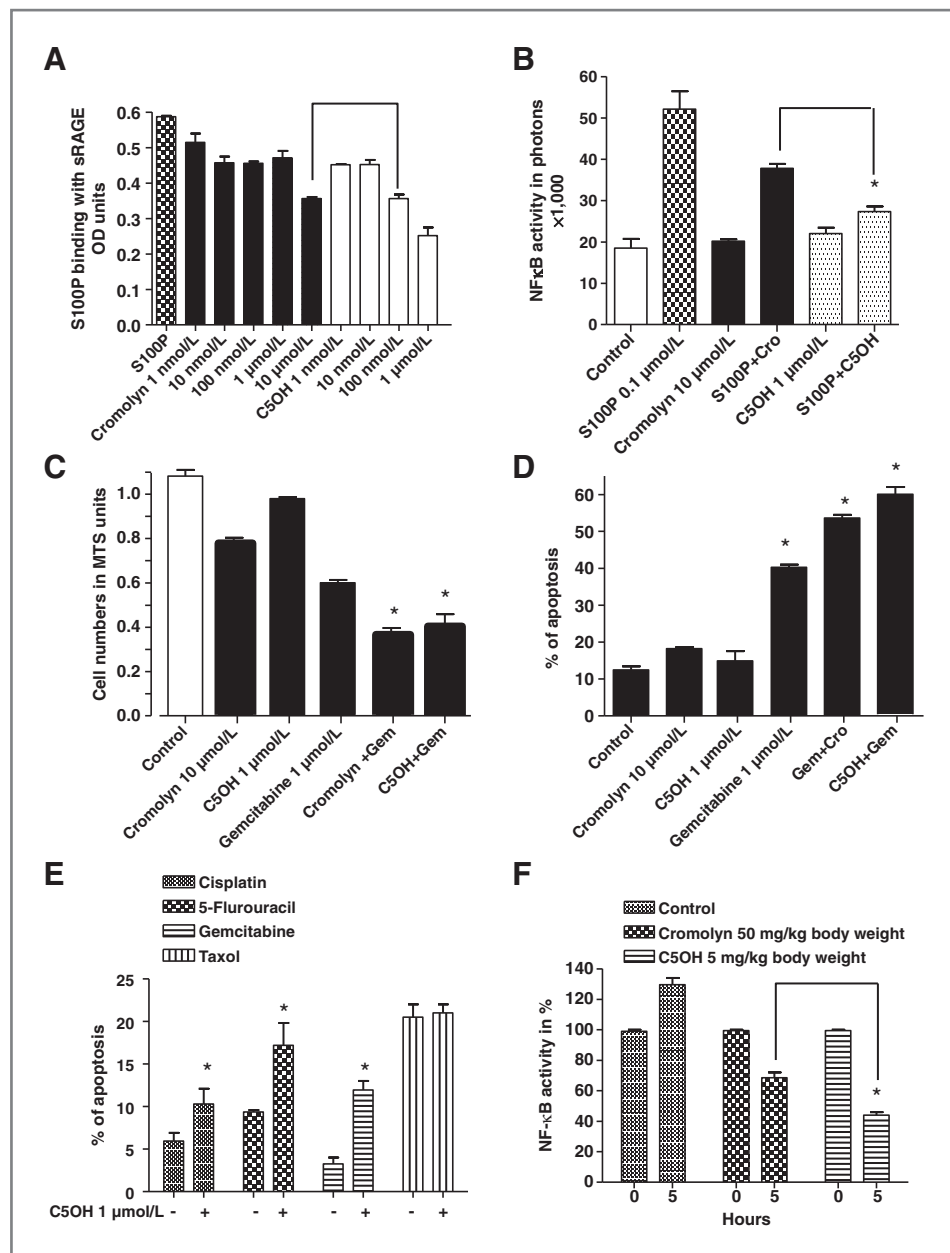 A
S100P binding with sRAGE
OD units
0.6
0.5
0.4
0.3
0.2
0.1
0.0
S100P
Cromolyn 1 nmol/L
10 nmol/L
100 nmol/L
1 µmol/L
10 µmol/L
C5OH 1 nmol/L
10 nmol/L
100 nmol/L
1 µmol/L
B
NFκB activity in photons
×1,000
60
50
40
30
20
10
0
*
Control
S100P 0.1 µmol/L
Cromolyn 10 µmol/L
S100P+Cro
C5OH 1 µmol/L
S100P+C5OH
C
Cell numbers in MTS units
1.0
0.8
0.6
0.4
0.2
0.0
* *
Control
Cromolyn 10 µmol/L
C5OH 1 µmol/L
Gemcitabine 1 µmol/L
Cromolyn +Gem
C5OH+Gem
D
% of apoptosis
60
50
40
30
20
10
0
* * *
Control
Cromolyn 10 µmol/L
C5OH 1 µmol/L
Gemcitabine 1 µmol/L
Gem+Cro
C5OH+Gem
E
Cisplatin
5-Flurouracil
Gemcitabine
Taxol
% of apoptosis
25
20
15
10
5
0
* * *
C5OH 1 µmol/L - + - + - + - +
F
Control
Cromolyn 50 mg/kg body weight
C5OH 5 mg/kg body weight
NF-κB activity in %
140
120
100
80
60
40
20
0
*
0 5 0 5 0 5
Hours